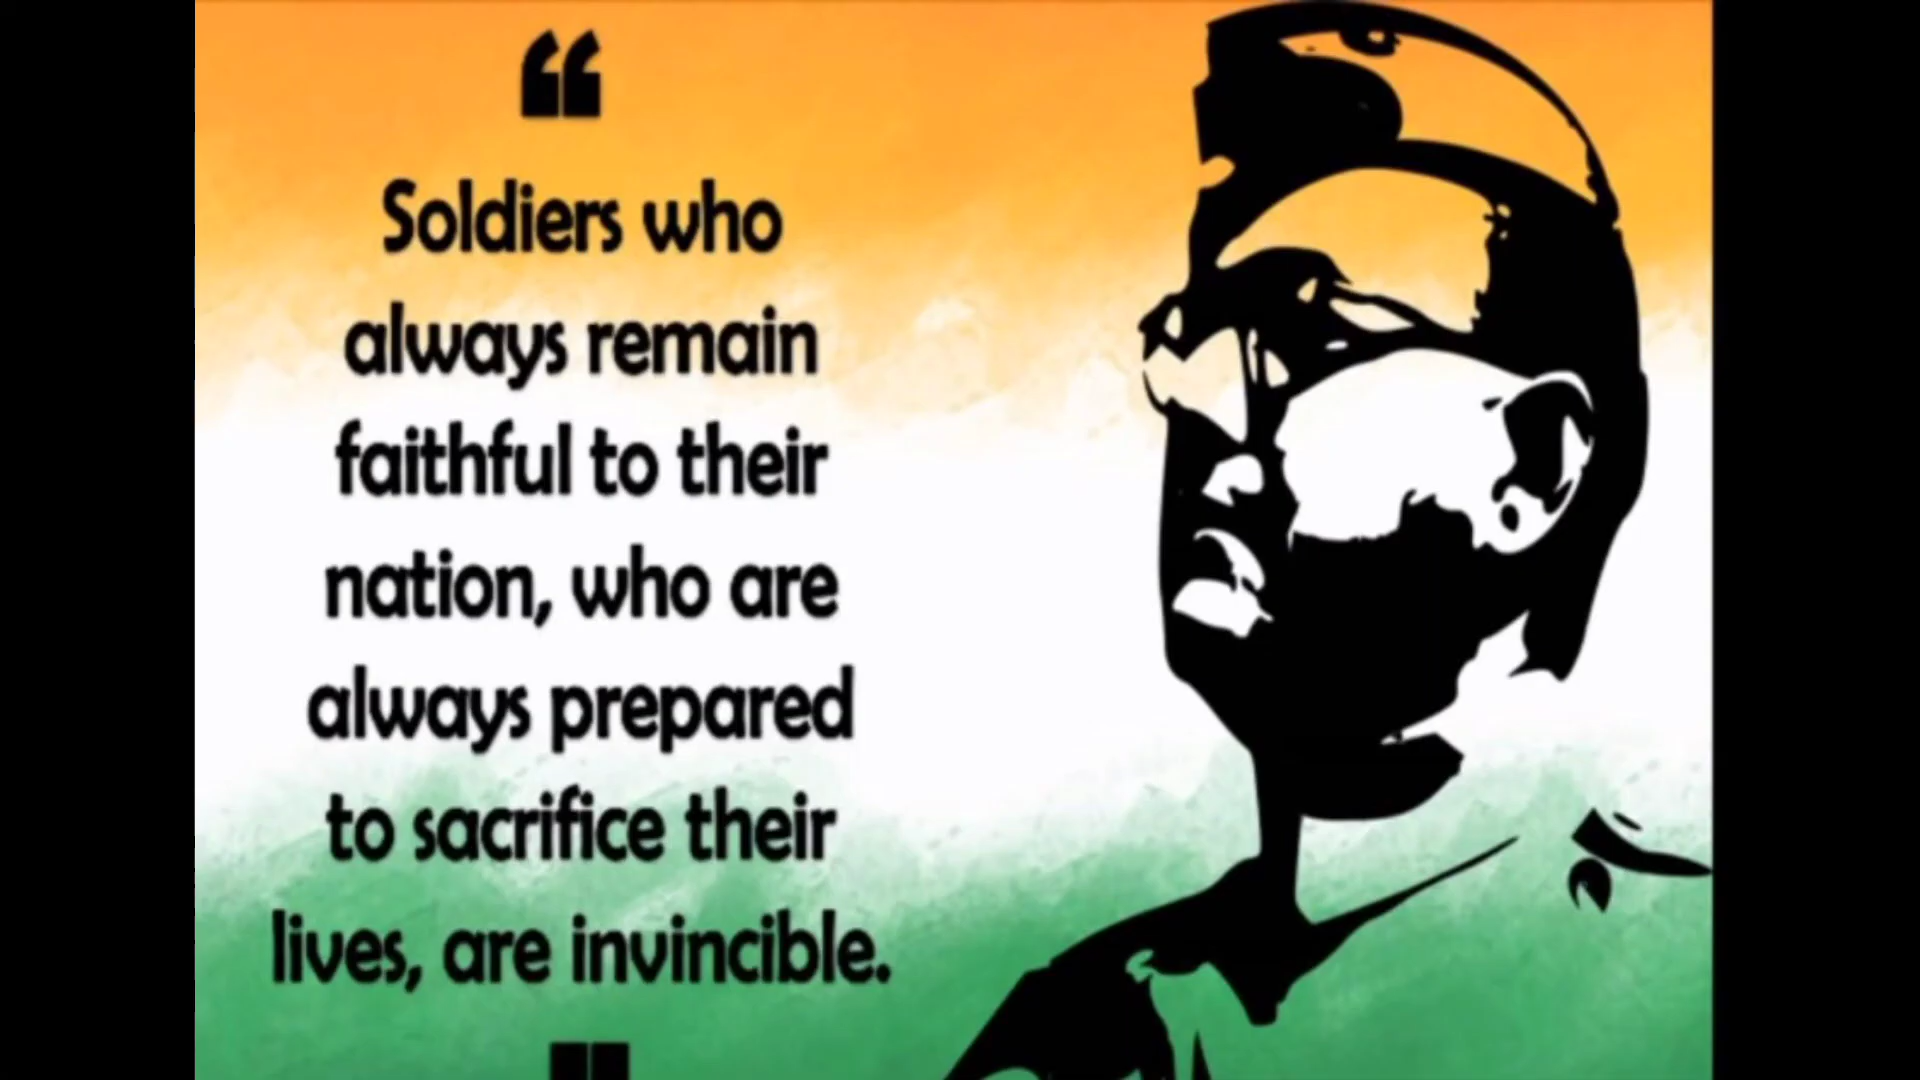 “
Soldiers who
always remain
faithful to their
nation, who are
always prepared
to sacrifice their
lives, are invincible.